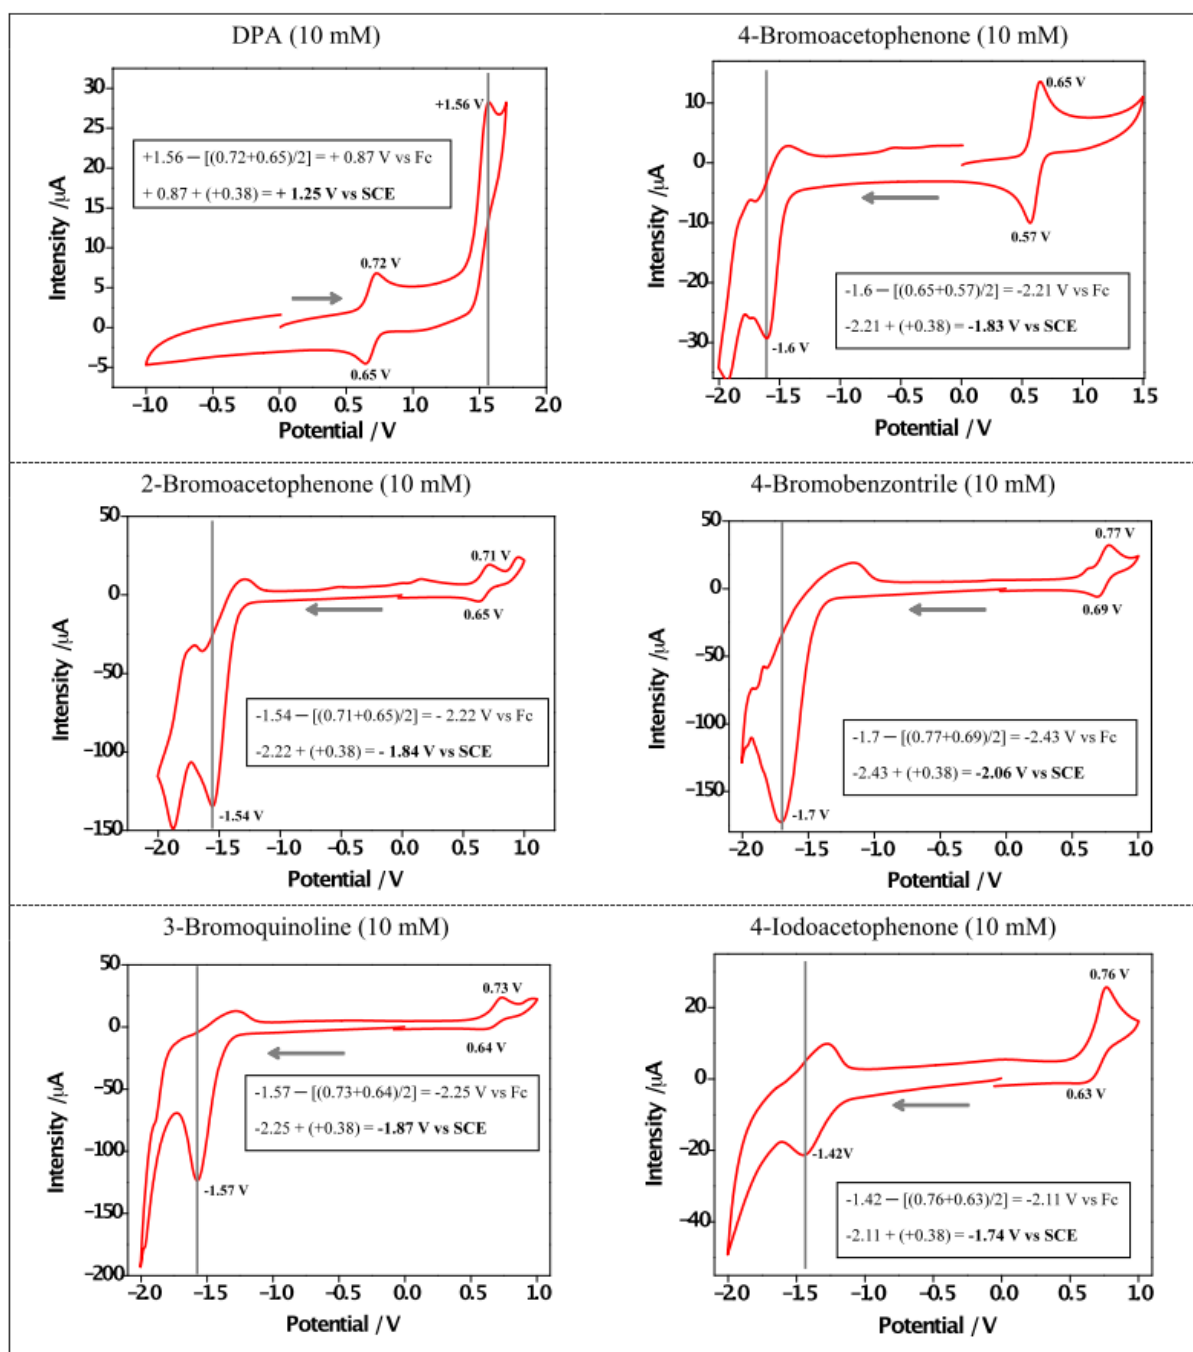 DPA (10 mM)
30
25
20
15
10
5
0
−5
−1.0 −0.5 0.0 0.5 1.0 1.5 2.0
Intensity /µA
Potential / V
+1.56 V
+1.56 − [(0.72+0.65)/2] = + 0.87 V vs Fc
+ 0.87 + (+0.38) = + 1.25 V vs SCE
0.72 V
0.65 V
4-Bromoacetophenone (10 mM)
10
0
−10
−20
−30
−2.0 −1.5 −1.0 −0.5 0.0 0.5 1.0 1.5
Intensity /µA
Potential / V
0.65 V
0.57 V
-1.6 − [(0.65+0.57)/2] = -2.21 V vs Fc
-2.21 + (+0.38) = -1.83 V vs SCE
-1.6 V
2-Bromoacetophenone (10 mM)
50
0
−50
−100
−150
−2.0 −1.5 −1.0 −0.5 0.0 0.5 1.0
Intensity /µA
Potential / V
0.71 V
0.65 V
-1.54 − [(0.71+0.65)/2] = - 2.22 V vs Fc
-2.22 + (+0.38) = - 1.84 V vs SCE
-1.54 V
4-Bromobenzontrile (10 mM)
50
0
−50
−100
−150
−2.0 −1.5 −1.0 −0.5 0.0 0.5 1.0
Intensity /µA
Potential / V
0.77 V
0.69 V
-1.7 − [(0.77+0.69)/2] = -2.43 V vs Fc
-2.43 + (+0.38) = -2.06 V vs SCE
-1.7 V
3-Bromoquinoline (10 mM)
50
0
−50
−100
−150
−200
−2.0 −1.5 −1.0 −0.5 0.0 0.5 1.0
Intensity /µA
Potential / V
0.73 V
0.64 V
-1.57 − [(0.73+0.64)/2] = -2.25 V vs Fc
-2.25 + (+0.38) = -1.87 V vs SCE
-1.57 V
4-Iodoacetophenone (10 mM)
20
0
−20
−40
−2.0 −1.5 −1.0 −0.5 0.0 0.5 1.0
Intensity /µA
Potential / V
0.76 V
0.63 V
-1.42V
-1.42 − [(0.76+0.63)/2] = -2.11 V vs Fc
-2.11 + (+0.38) = -1.74 V vs SCE